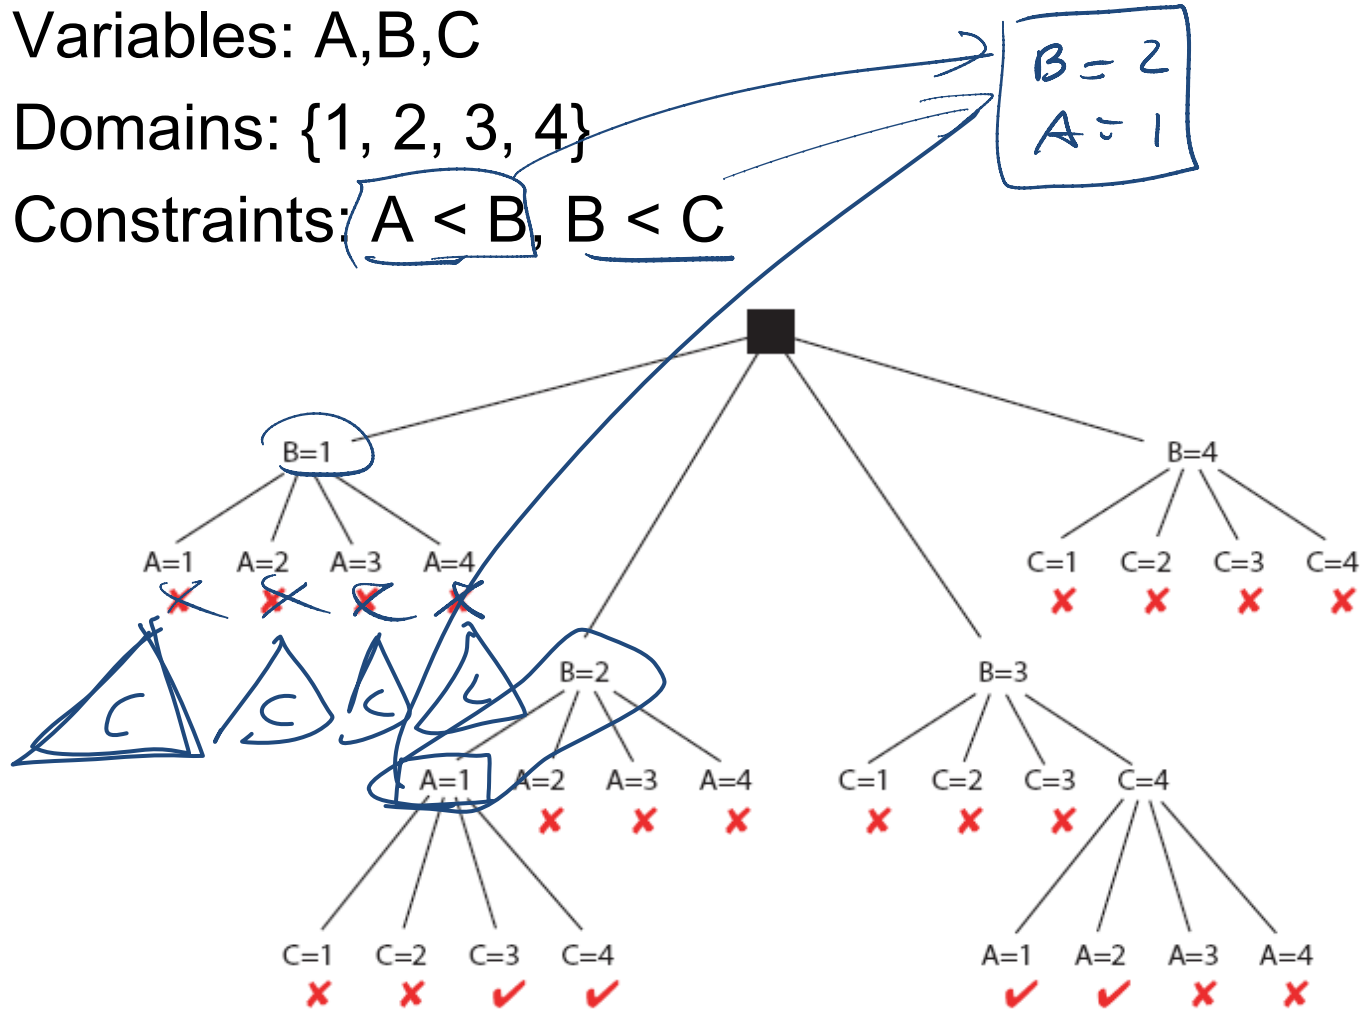 Variables: A,B,C
Domains: {1, 2, 3, 4}
Constraints: A < B, B < C
B = 2
A = 1
B=1
B=4
A=1 A=2 A=3 A=4
C=1 C=2 C=3 C=4
✘ ✘ ✘ ✘
✘ ✘ ✘ ✘
B=2
B=3
C C C C
A=1 A=2 A=3 A=4
C=1 C=2 C=3 C=4
✘ ✘ ✘
✘ ✘ ✘
C=1 C=2 C=3 C=4
A=1 A=2 A=3 A=4
✘ ✘ ✔ ✔
✔ ✔ ✘ ✘